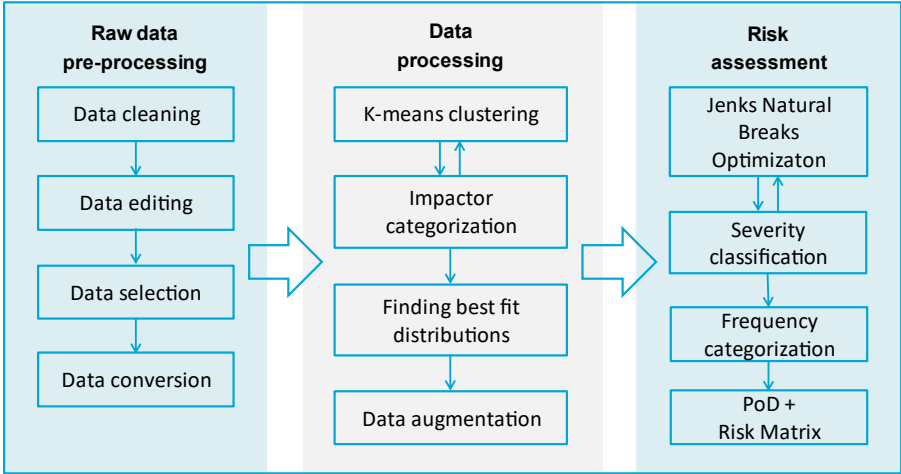 Raw data
pre-processing
Data cleaning
Data editing
Data selection
Data conversion
Data
processing
K-means clustering
Impactor
categorization
Finding best fit
distributions
Data augmentation
Risk
assessment
Jenks Natural
Breaks
Optimizaton
Severity
classification
Frequency
categorization
PoD +
Risk Matrix